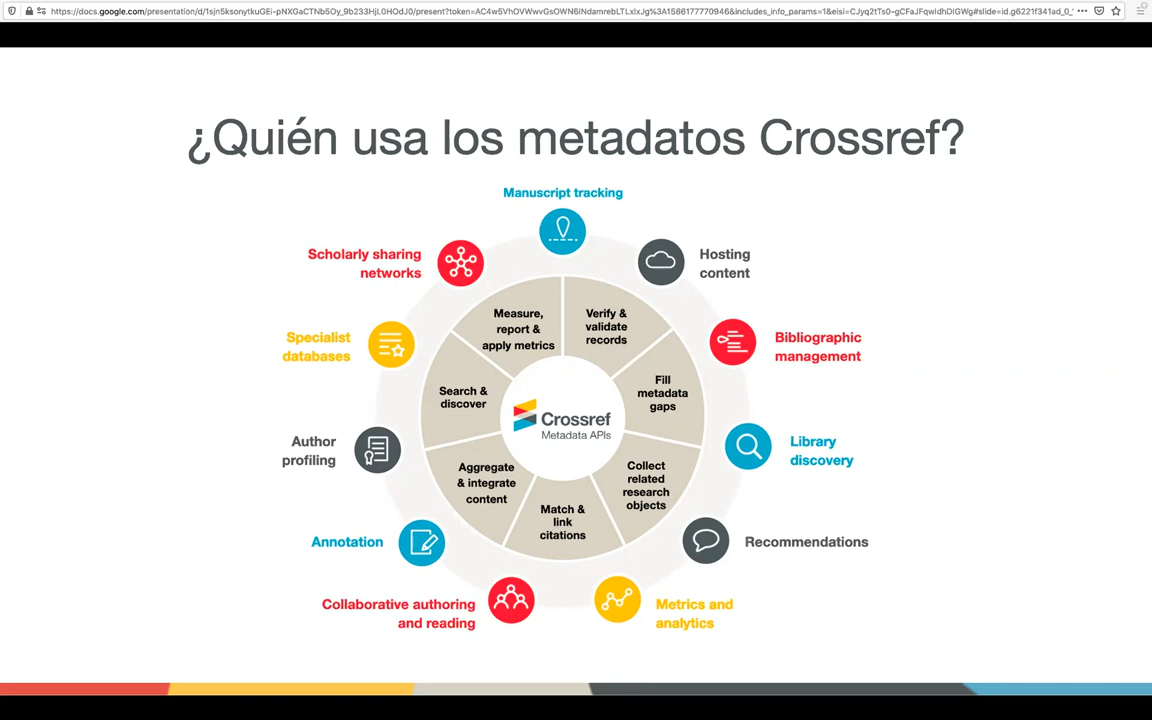 https://docs.google.com/presentation/d/1sjn5ksonytkuGEi-pNXGaCTNb5Oy_9b233HjL0HOdJ0/present?token=AC4w5VhOVWwvGsOWN6INdamrebLTLxIxJg%3A1586177770946&includes_info_params=1&eisi=CJyq2tTs0-gCFaJFqwIdhDIGWg#slide=id.g6221f341ad_0_
¿Quién usa los metadatos Crossref?
Manuscript tracking
Scholarly sharing
networks
Hosting
content
Specialist
databases
Bibliographic
management
Author
profiling
Library
discovery
Annotation
Recommendations
Collaborative authoring
and reading
Metrics and
analytics
Measure,
report &
apply metrics
Verify &
validate
records
Search &
discover
Fill
metadata
gaps
Crossref
Metadata APIs
Aggregate
& integrate
content
Collect
related
research
objects
Match &
link
citations